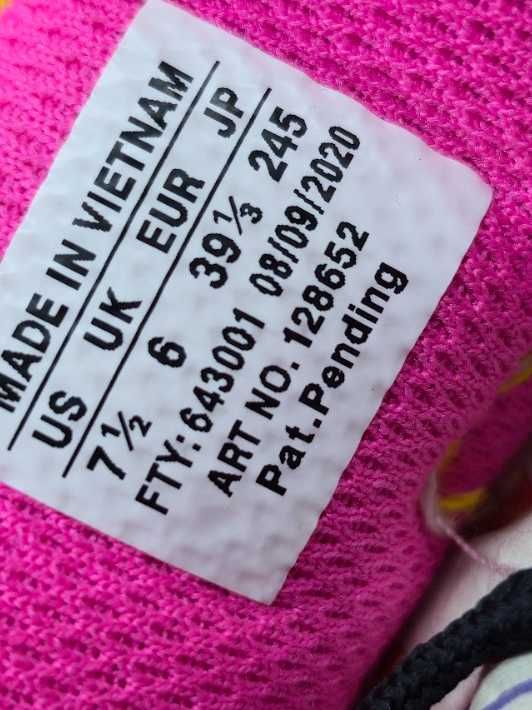 MADE IN VIETNAM
US UK EUR JP
7½ 6 39⅓ 245
FTY: 643001 08/09/2020
ART NO. 128652
Pat.Pending